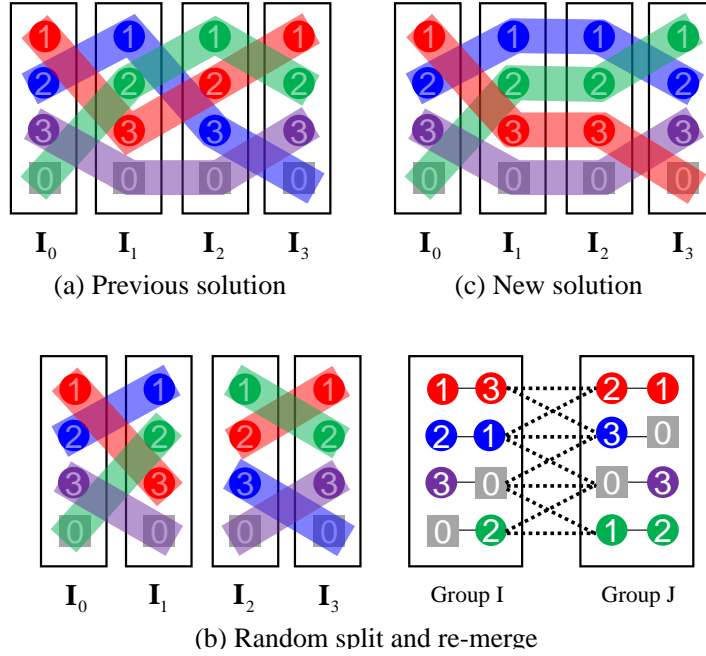 1 1 1 1
2 2 2 2
3 3 3 3
0 0 0 0
I0 I1 I2 I3
(a) Previous solution
1 1 1 1
2 2 2 2
3 3 3 3
0 0 0 0
I0 I1 I2 I3
(c) New solution
1 1 1 1
2 2 2 2
3 3 3 3
0 0 0 0
I0 I1 I2 I3
1 3 2 1
2 1 3 0
3 0 0 3
0 2 1 2
Group I Group J
(b) Random split and re-merge